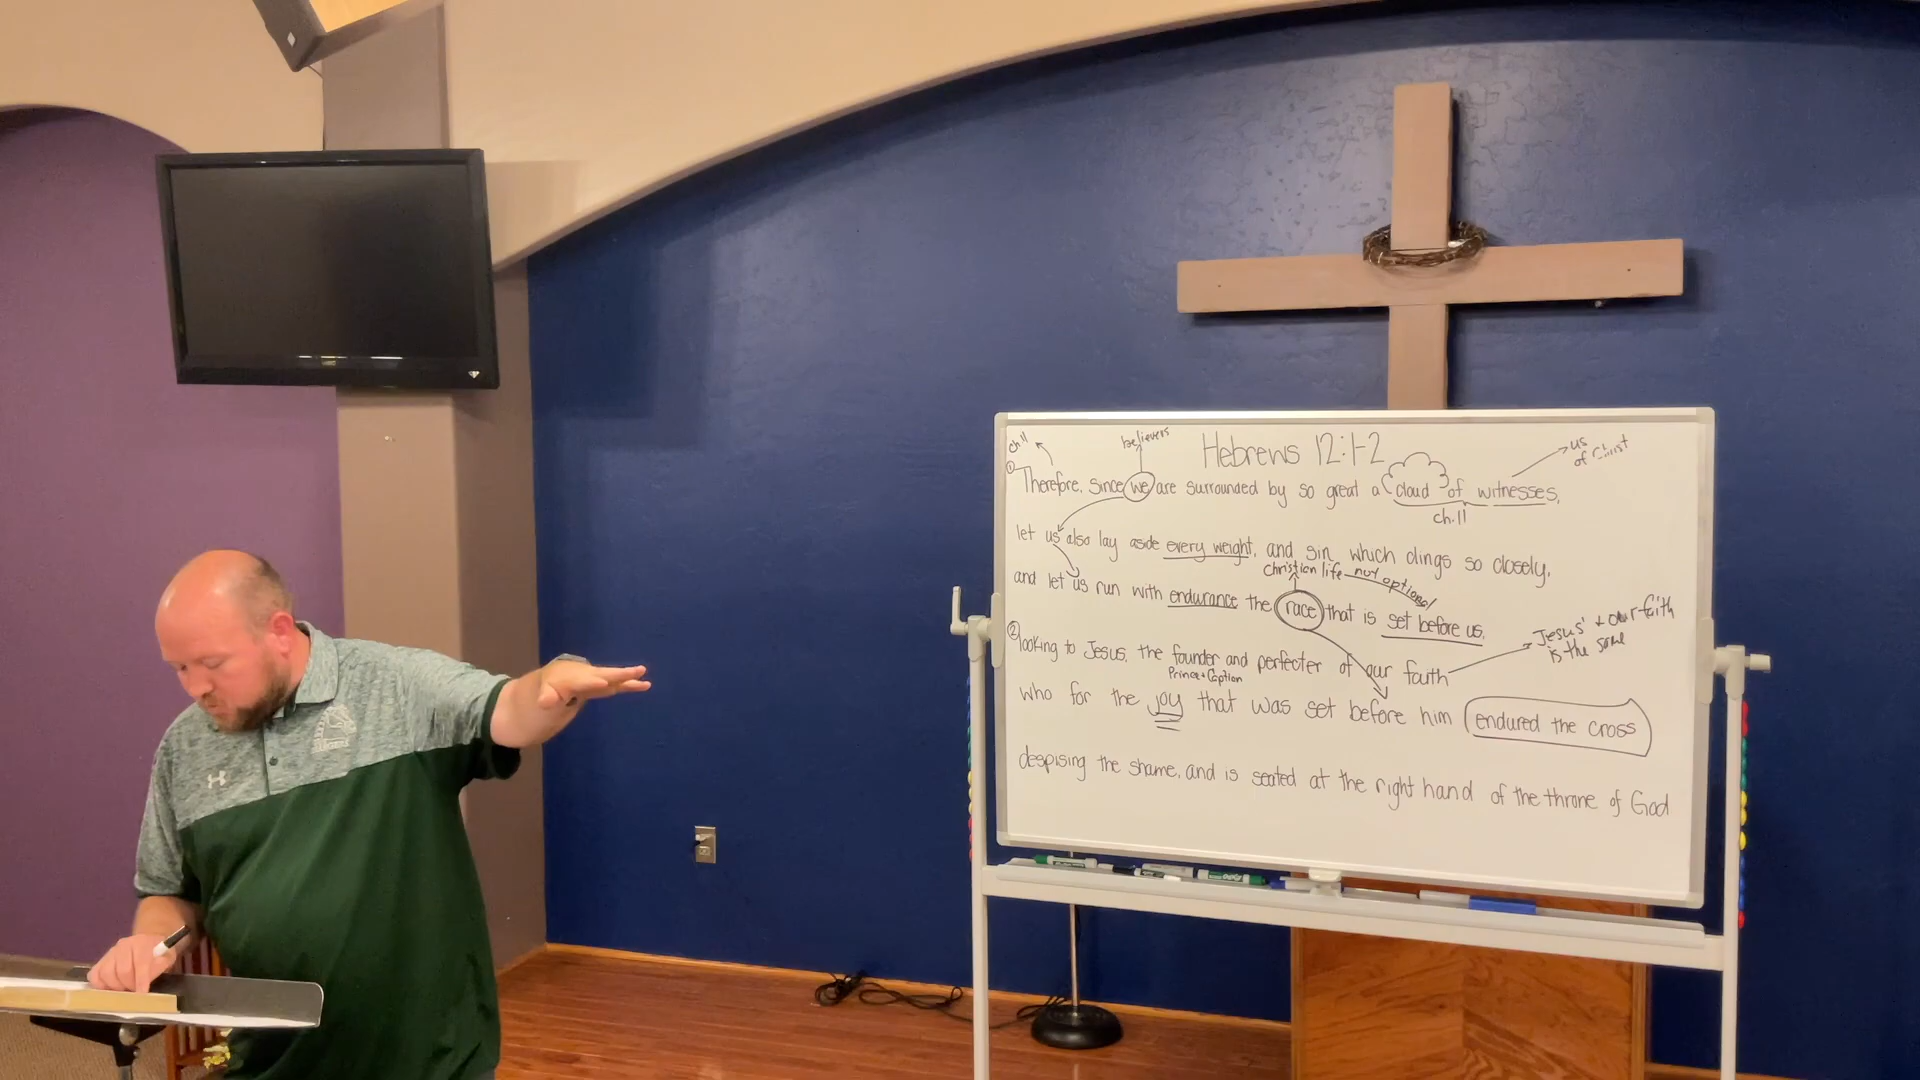 Hebrews 12:1-2
ch.11
believers
us
of Christ
① Therefore, since we are surrounded by so great a cloud of witnesses,
ch.11
let us also lay aside every weight, and sin which clings so closely,
christian life not optional
and let us run with endurance the race that is set before us,
Jesus' + our faith
is the same
② looking to Jesus, the founder and perfecter of our faith
Prince + Caption
who for the joy that was set before him endured the cross
despising the shame, and is seated at the right hand of the throne of God